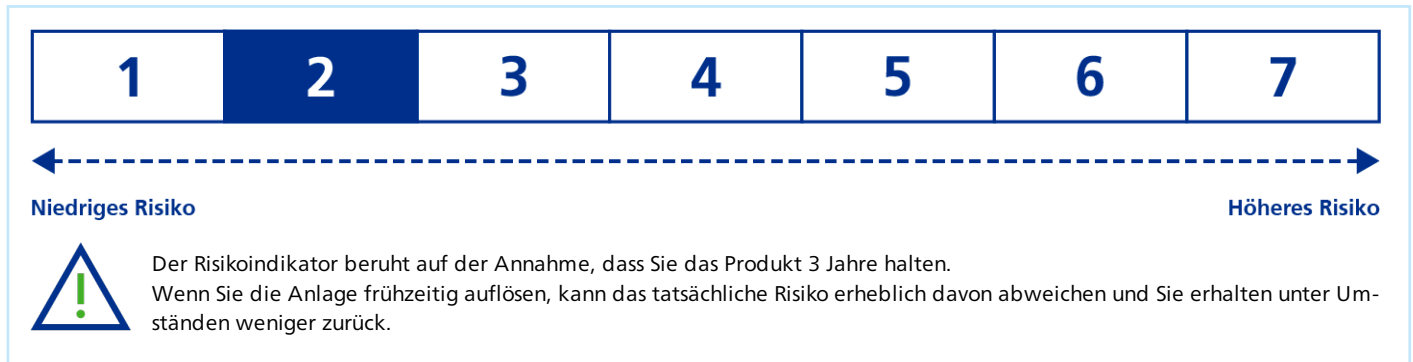 1 2 3 4 5 6 7
Niedriges Risiko Höheres Risiko
Der Risikoindikator beruht auf der Annahme, dass Sie das Produkt 3 Jahre halten.
Wenn Sie die Anlage frühzeitig auflösen, kann das tatsächliche Risiko erheblich davon abweichen und Sie erhalten unter Um-
ständen weniger zurück.